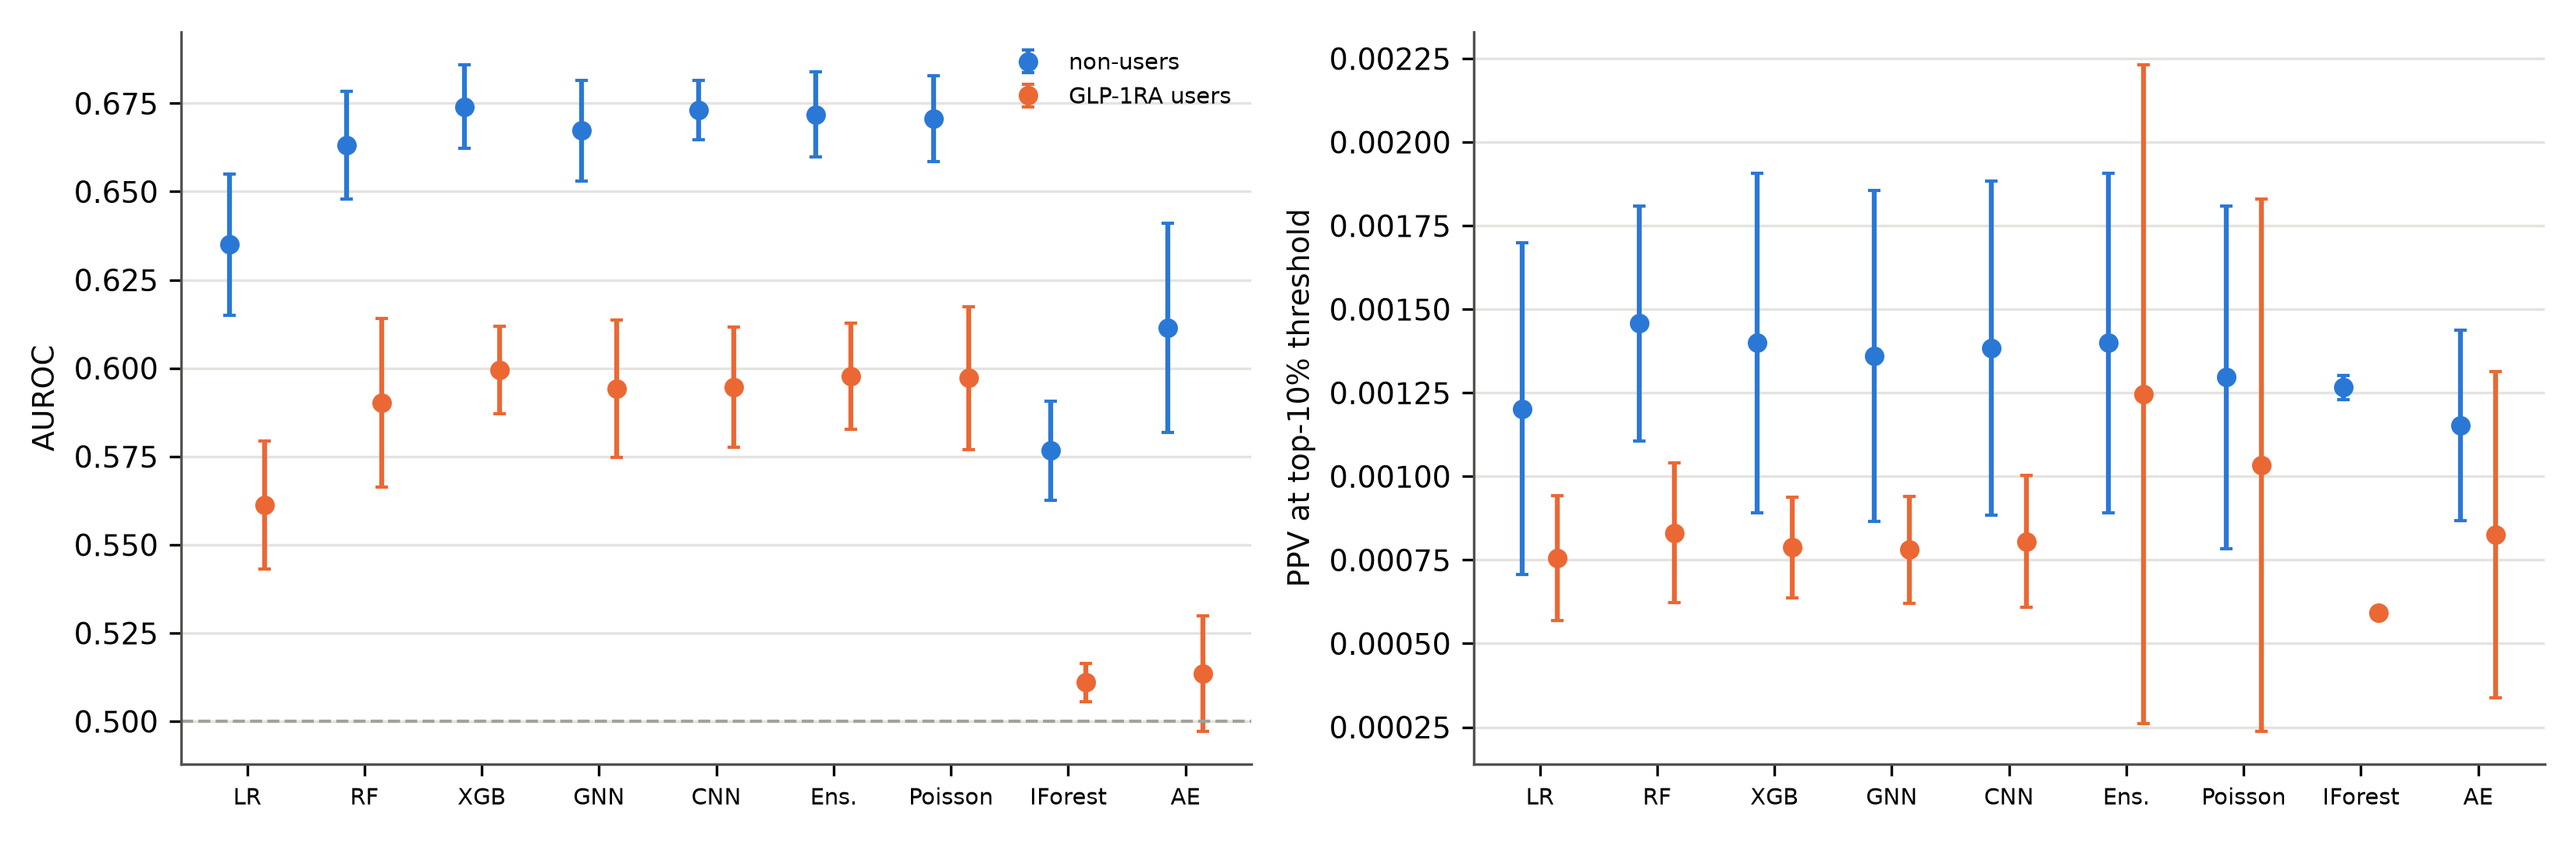 AUROC
0.675
0.650
0.625
0.600
0.575
0.550
0.525
0.500
non-users
GLP-1RA users
LR RF XGB GNN CNN Ens. Poisson IForest AE
PPV at top-10% threshold
0.00225
0.00200
0.00175
0.00150
0.00125
0.00100
0.00075
0.00050
0.00025
LR RF XGB GNN CNN Ens. Poisson IForest AE